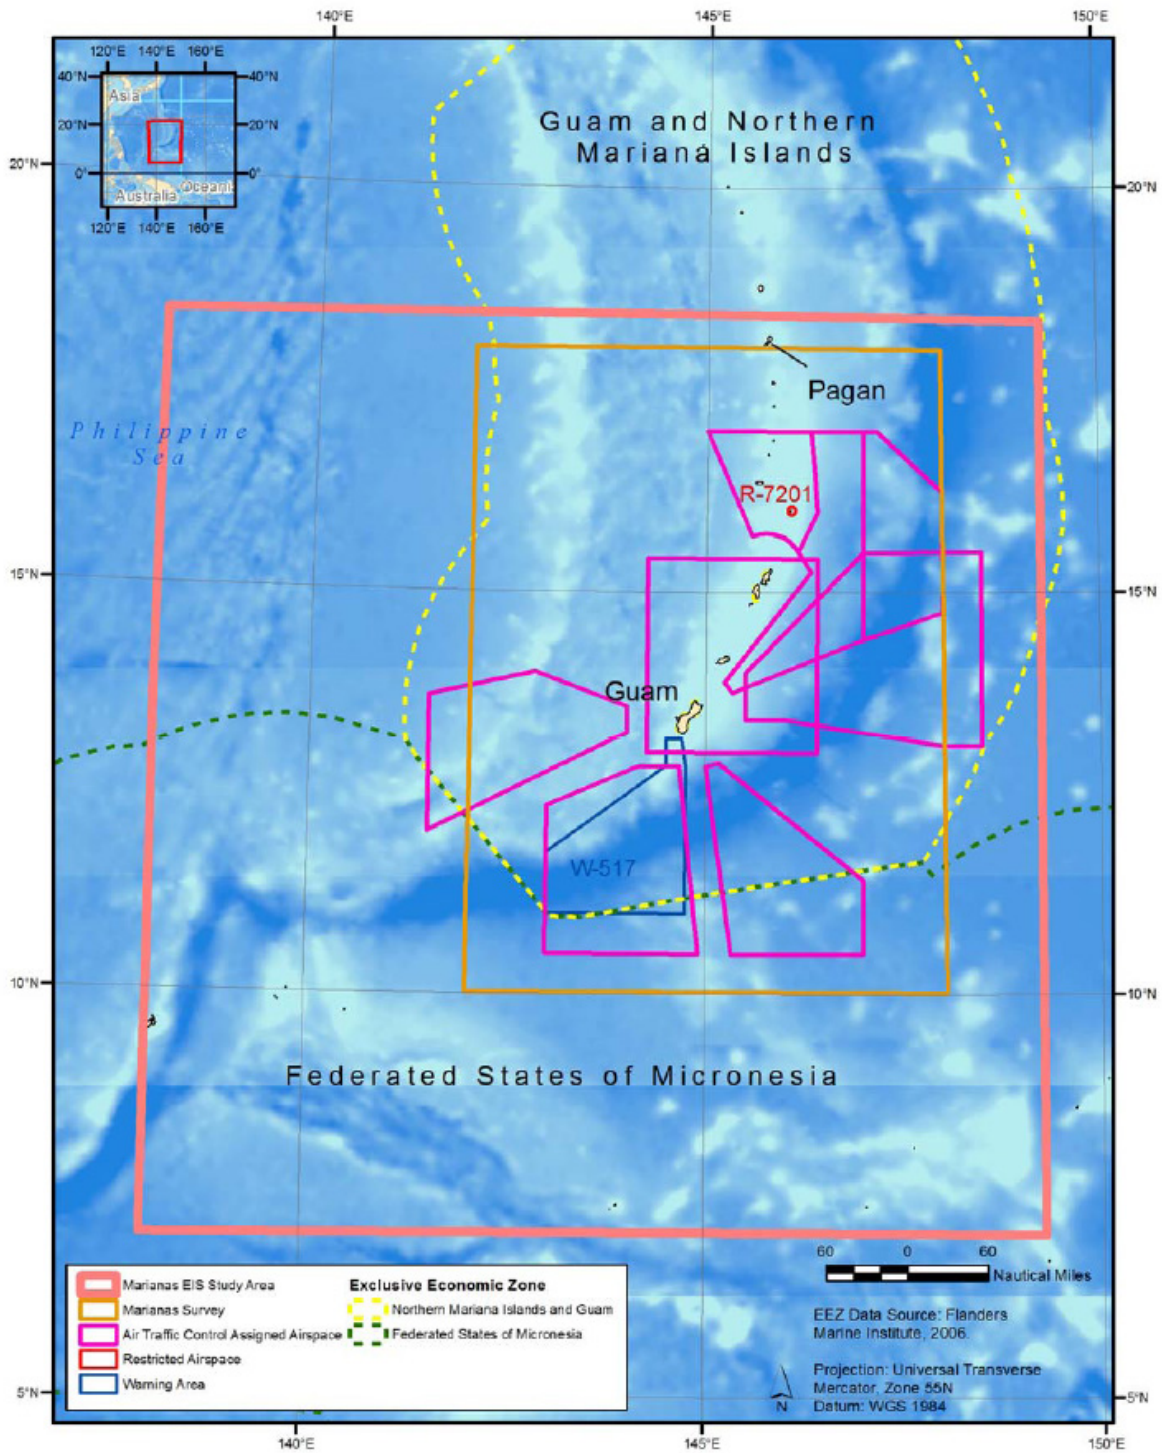 140°E 145°E 150°E
120°E 140°E 160°E
40°N 40°N
Asia
20°N 20°N
0° 0°
Oceani
Australia
120°E 140°E 160°E
Guam and Northern
Mariana Islands
20°N 20°N
Pagan
Philippine
Sea
R-7201
15°N 15°N
Guam
W-517
10°N 10°N
Federated States of Micronesia
60 0 60
Nautical Miles
Marianas EIS Study Area
Marianas Survey
Air Traffic Control Assigned Airspace
Restricted Airspace
Warning Area
Exclusive Economic Zone
Northern Mariana Islands and Guam
Federated States of Micronesia
EEZ Data Source: Flanders
Marine Institute, 2006.
Projection: Universal Transverse
Mercator, Zone 55N
Datum: WGS 1984
N
5°N 5°N
140°E 145°E 150°E